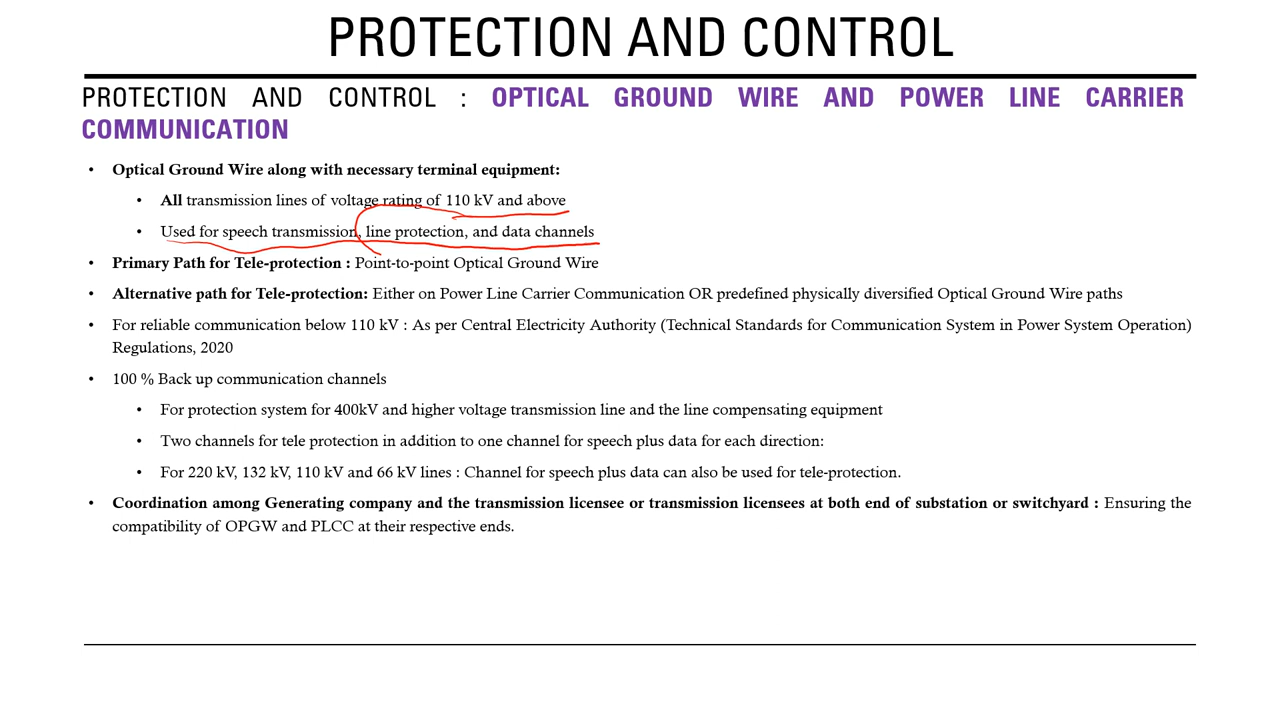 PROTECTION AND CONTROL
PROTECTION AND CONTROL : OPTICAL GROUND WIRE AND POWER LINE CARRIER
COMMUNICATION
• Optical Ground Wire along with necessary terminal equipment:
• All transmission lines of voltage rating of 110 kV and above
• Used for speech transmission, line protection, and data channels
• Primary Path for Tele-protection : Point-to-point Optical Ground Wire
• Alternative path for Tele-protection: Either on Power Line Carrier Communication OR predefined physically diversified Optical Ground Wire paths
• For reliable communication below 110 kV : As per Central Electricity Authority (Technical Standards for Communication System in Power System Operation)
Regulations, 2020
• 100 % Back up communication channels
• For protection system for 400kV and higher voltage transmission line and the line compensating equipment
• Two channels for tele protection in addition to one channel for speech plus data for each direction:
• For 220 kV, 132 kV, 110 kV and 66 kV lines : Channel for speech plus data can also be used for tele-protection.
• Coordination among Generating company and the transmission licensee or transmission licensees at both end of substation or switchyard : Ensuring the
compatibility of OPGW and PLCC at their respective ends.